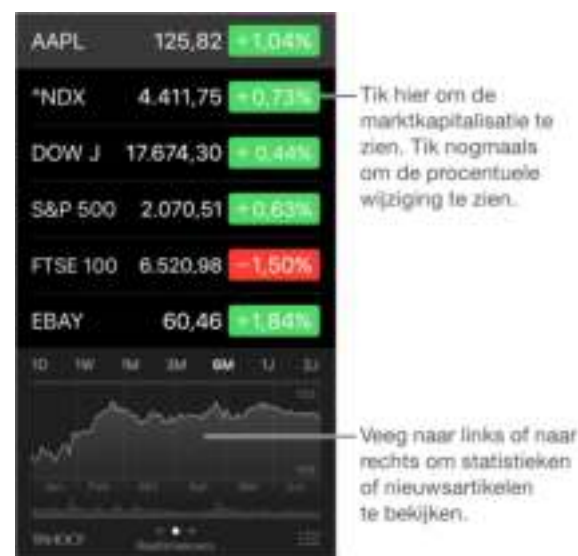 AAPL 125,82 +1,04%
^NDX 4.411,75 +0,73%
DOW J 17.674,30 +0,44%
S&P 500 2.070,51 +0,63%
FTSE 100 6.520,98 -1,50%
EBAY 60,46 +1,84%
1D 1W 1M 3M 6M 1J 2J
YAHOO!
Tik hier om de
marktkapitalisatie te
zien. Tik nogmaals
om de procentuele
wijziging te zien.
Veeg naar links of naar
rechts om statistieken
of nieuwsartikelen
te bekijken.